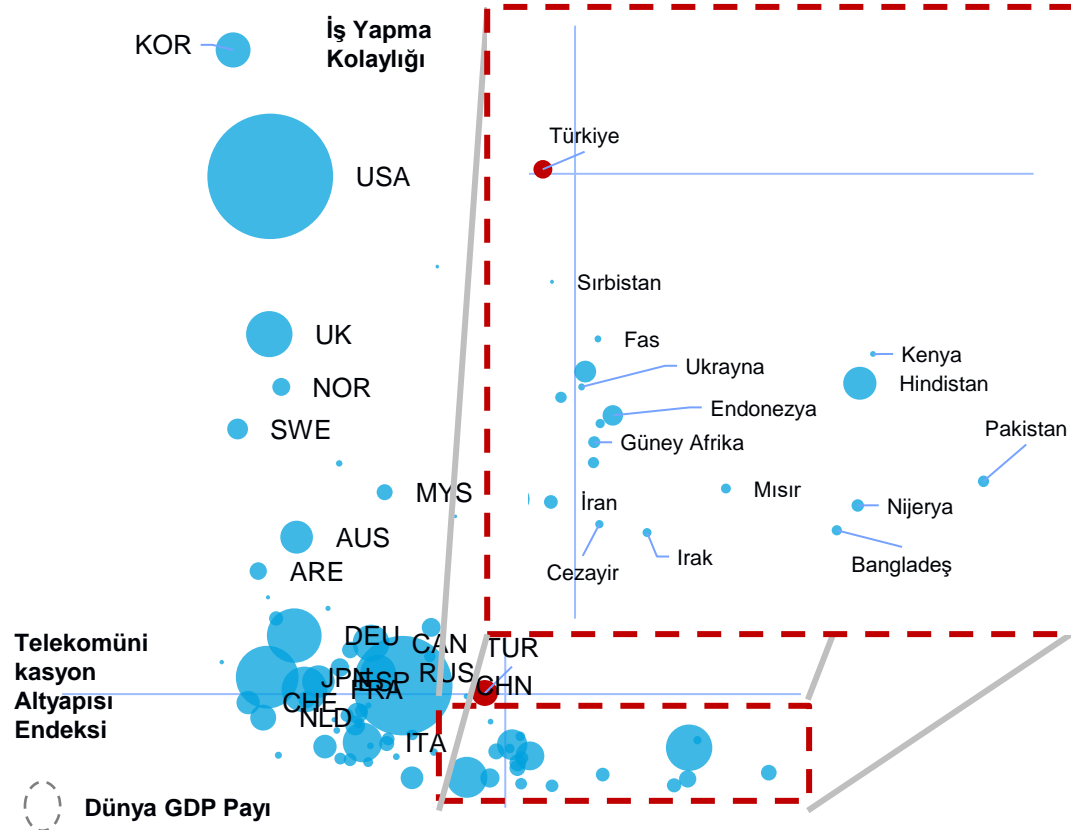 İş Yapma
Kolaylığı
KOR
USA
UK
NOR
SWE
MYS
AUS
ARE
DEU
CAN
TUR
JPN
ESP
RUS
FRA
CHN
CHE
NLD
ITA
Telekomüni
kasyon
Altyapısı
Endeksi
Dünya GDP Payı
Türkiye
Sırbistan
Fas
Kenya
Ukrayna
Hindistan
Endonezya
Güney Afrika
Pakistan
Mısır
İran
Nijerya
Irak
Cezayir
Bangladeş